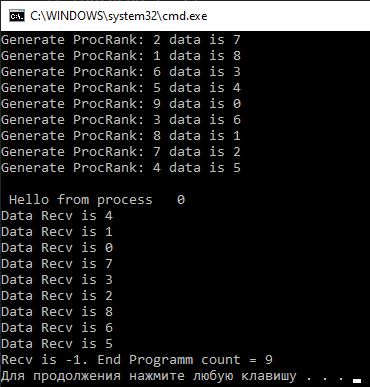 C:\WINDOWS\system32\cmd.exe
Generate ProcRank: 2 data is 7
Generate ProcRank: 1 data is 8
Generate ProcRank: 6 data is 3
Generate ProcRank: 5 data is 4
Generate ProcRank: 9 data is 0
Generate ProcRank: 3 data is 6
Generate ProcRank: 8 data is 1
Generate ProcRank: 7 data is 2
Generate ProcRank: 4 data is 5
Hello from process   0
Data Recv is 4
Data Recv is 1
Data Recv is 0
Data Recv is 7
Data Recv is 3
Data Recv is 2
Data Recv is 8
Data Recv is 6
Data Recv is 5
Recv is -1. End Programm count = 9
Для продолжения нажмите любую клавишу . . .